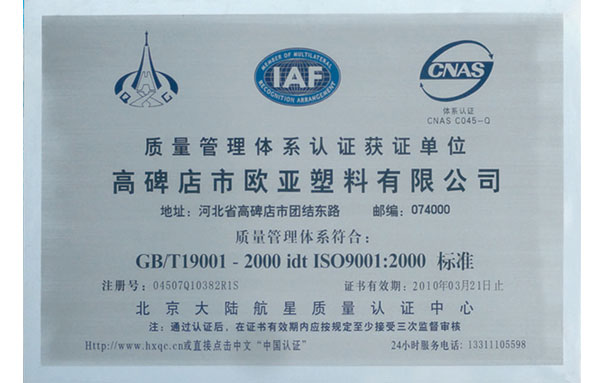 MEMBER OF MULTILATERAL
IAF
RECOGNITION ARRANGEMENT
CNAS
体系认证
CNAS C045-Q
质量管理体系认证获证单位
高碑店市欧亚塑料有限公司
地址：河北省高碑店市团结东路 邮编：074000
质量管理体系符合：
GB/T19001 - 2000 idt ISO9001:2000 标准
注册号：04507Q10382R1S 证书有效期：2010年03月21日止
北京大陆航星质量认证中心
注：通过认证后，在证书有效期内应按规定至少接受三次监督审核
Http://www.hxqc.cn或直接点击中文“中国认证” 24小时服务电话：13311105598